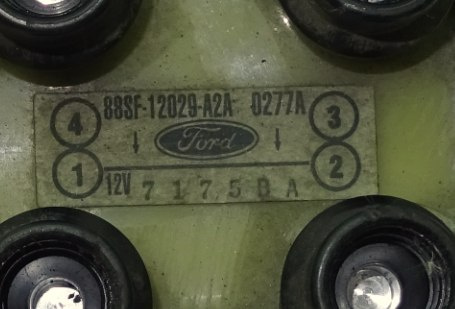 88SF-12029-A2A 0277A
4 ↓ Ford ↓ 3
1 2
12V 7175BA